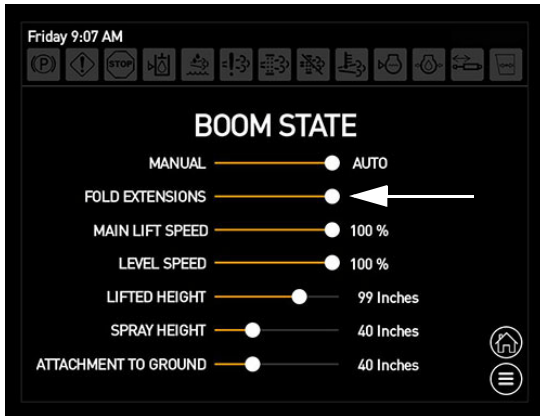 Friday 9:07 AM
(P) STOP
BOOM STATE
MANUAL AUTO
FOLD EXTENSIONS
MAIN LIFT SPEED 100 %
LEVEL SPEED 100 %
LIFTED HEIGHT 99 Inches
SPRAY HEIGHT 40 Inches
ATTACHMENT TO GROUND 40 Inches